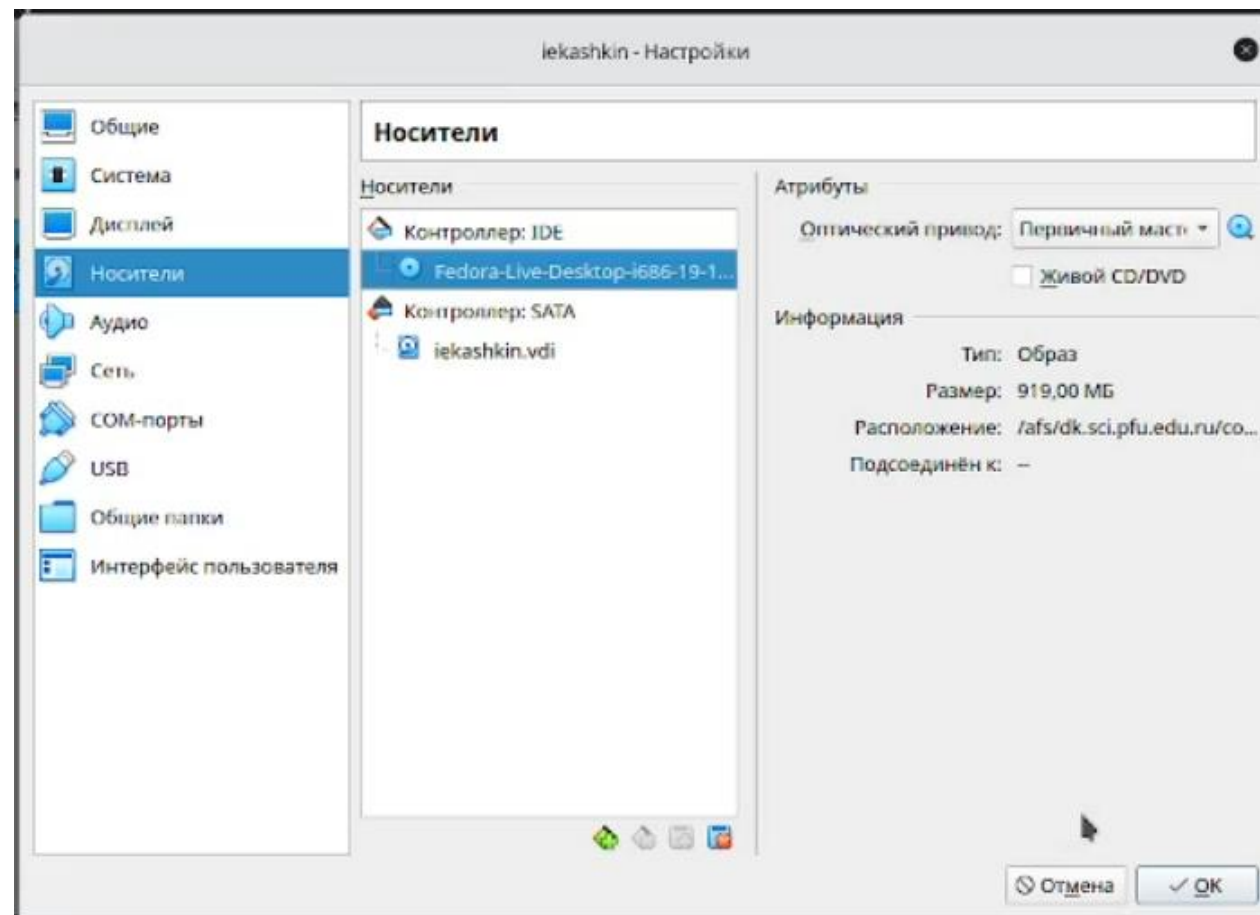 iekashkin - Настройки
Общие
Система
Дисплей
Носители
Аудио
Сеть
COM-порты
USB
Общие папки
Интерфейс пользователя
Носители
Носители
Контроллер: IDE
Fedora-Live-Desktop-i686-19-1...
Контроллер: SATA
iekashkin.vdi
Атрибуты
Оптический привод: Первичный маст
Живой CD/DVD
Информация
Тип: Образ
Размер: 919,00 МБ
Расположение: /afs/dk.sci.pfu.edu.ru/co...
Подсоединён к: --
Отмена
OK